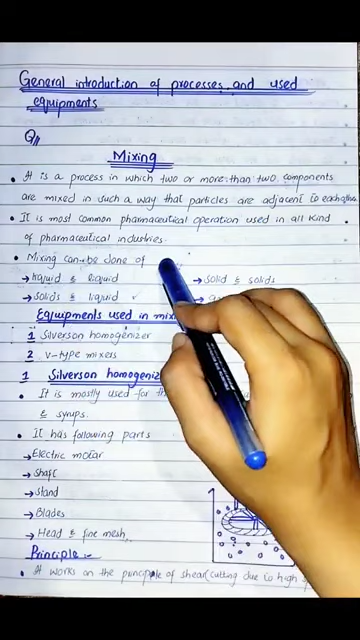 General introduction of processes and used
equipments
Q//
Mixing
• It is a process in which two or more than two components
are mixed in such a way that particles are adjacent to each other
• It is most common pharmaceutical operation used in all kind
of pharmaceutical industries.
• Mixing can be done of
→ liquid & liquid → Solid & solids
→ Solids & liquid
Equipments used in
1 Silverson homogenizer
2 V-type mixers
1 Silverson
• It is mostly used for
& syrups.
• It has following parts
→ Electric motar
→ Shaft
→ Stand
→ Blades
→ Head & fine mesh
Principle :-
• It works on the principle of shear (cutting due to high